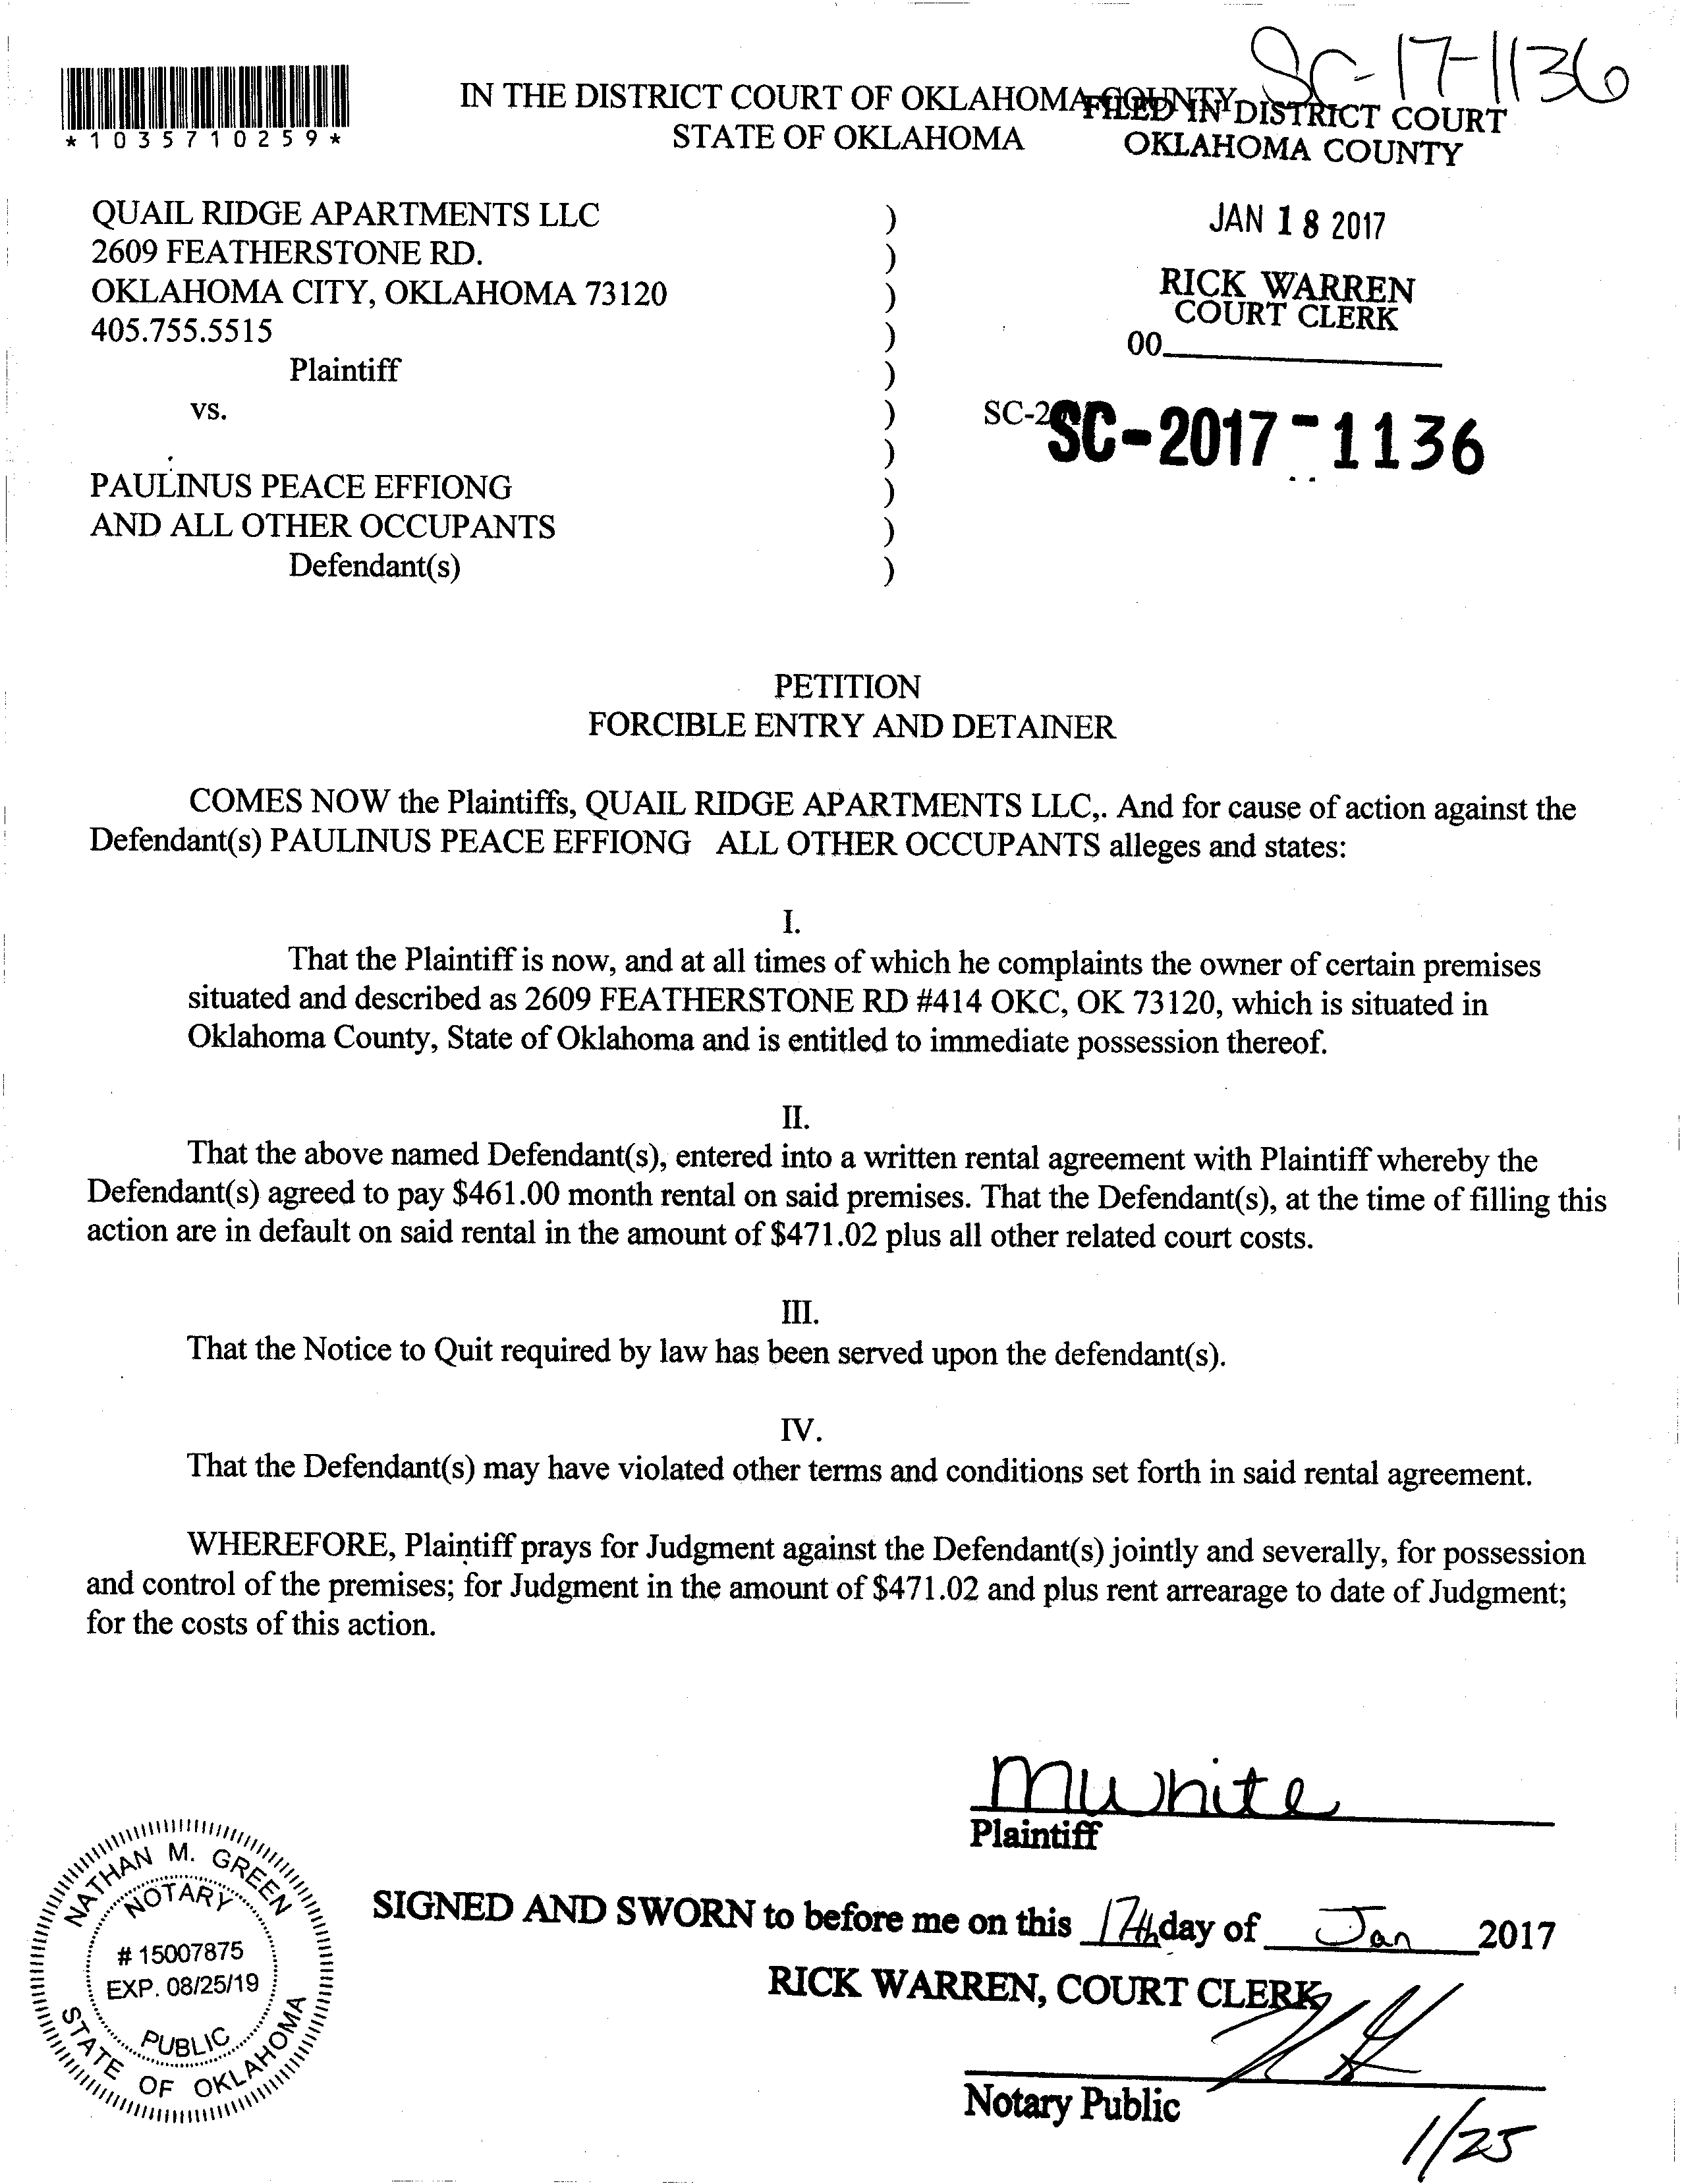 SC-17-1136
*1035710259*
IN THE DISTRICT COURT OF OKLAHOMA COUNTY
STATE OF OKLAHOMA
FILED IN DISTRICT COURT
OKLAHOMA COUNTY
JAN 18 2017
RICK WARREN
COURT CLERK
00
QUAIL RIDGE APARTMENTS LLC )
2609 FEATHERSTONE RD. )
OKLAHOMA CITY, OKLAHOMA 73120 )
405.755.5515 )
Plaintiff )
vs. )
SC-2
SC-2017-1136
)
PAULINUS PEACE EFFIONG )
AND ALL OTHER OCCUPANTS )
Defendant(s) )
PETITION
FORCIBLE ENTRY AND DETAINER
COMES NOW the Plaintiffs, QUAIL RIDGE APARTMENTS LLC,. And for cause of action against the
Defendant(s) PAULINUS PEACE EFFIONG ALL OTHER OCCUPANTS alleges and states:
I.
That the Plaintiff is now, and at all times of which he complaints the owner of certain premises
situated and described as 2609 FEATHERSTONE RD #414 OKC, OK 73120, which is situated in
Oklahoma County, State of Oklahoma and is entitled to immediate possession thereof.
II.
That the above named Defendant(s), entered into a written rental agreement with Plaintiff whereby the
Defendant(s) agreed to pay $461.00 month rental on said premises. That the Defendant(s), at the time of filling this
action are in default on said rental in the amount of $471.02 plus all other related court costs.
III.
That the Notice to Quit required by law has been served upon the defendant(s).
IV.
That the Defendant(s) may have violated other terms and conditions set forth in said rental agreement.
WHEREFORE, Plaintiff prays for Judgment against the Defendant(s) jointly and severally, for possession
and control of the premises; for Judgment in the amount of $471.02 and plus rent arrearage to date of Judgment;
for the costs of this action.
MWhite
Plaintiff
NATHAN M. GREEN
NOTARY
# 15007875
EXP. 08/25/19
PUBLIC
STATE OF OKLAHOMA
SIGNED AND SWORN to before me on this 17th day of Jan 2017
RICK WARREN, COURT CLERK
Notary Public
1/25